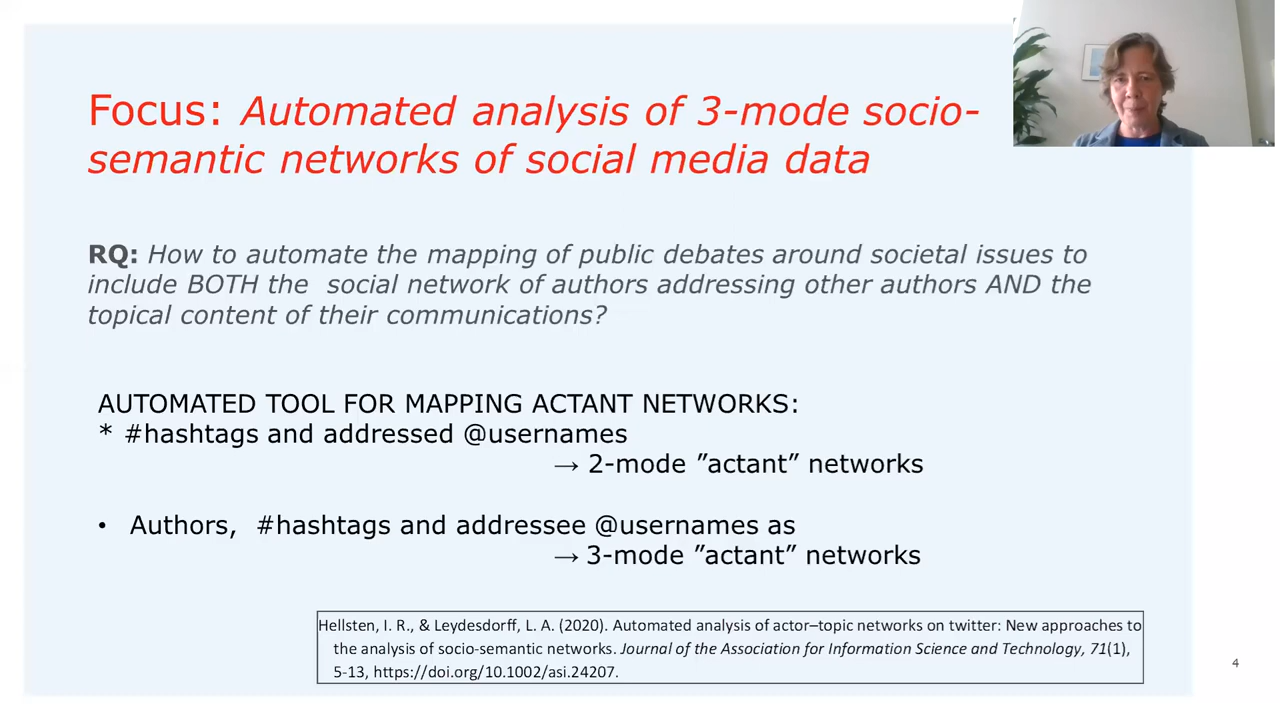 Focus: Automated analysis of 3-mode socio-
semantic networks of social media data
RQ: How to automate the mapping of public debates around societal issues to
include BOTH the  social network of authors addressing other authors AND the
topical content of their communications?
AUTOMATED TOOL FOR MAPPING ACTANT NETWORKS:
* #hashtags and addressed @usernames
→ 2-mode ”actant” networks
• Authors,  #hashtags and addressee @usernames as
→ 3-mode ”actant” networks
Hellsten, I. R., & Leydesdorff, L. A. (2020). Automated analysis of actor–topic networks on twitter: New approaches to
the analysis of socio-semantic networks. Journal of the Association for Information Science and Technology, 71(1),
5-13, https://doi.org/10.1002/asi.24207.
4